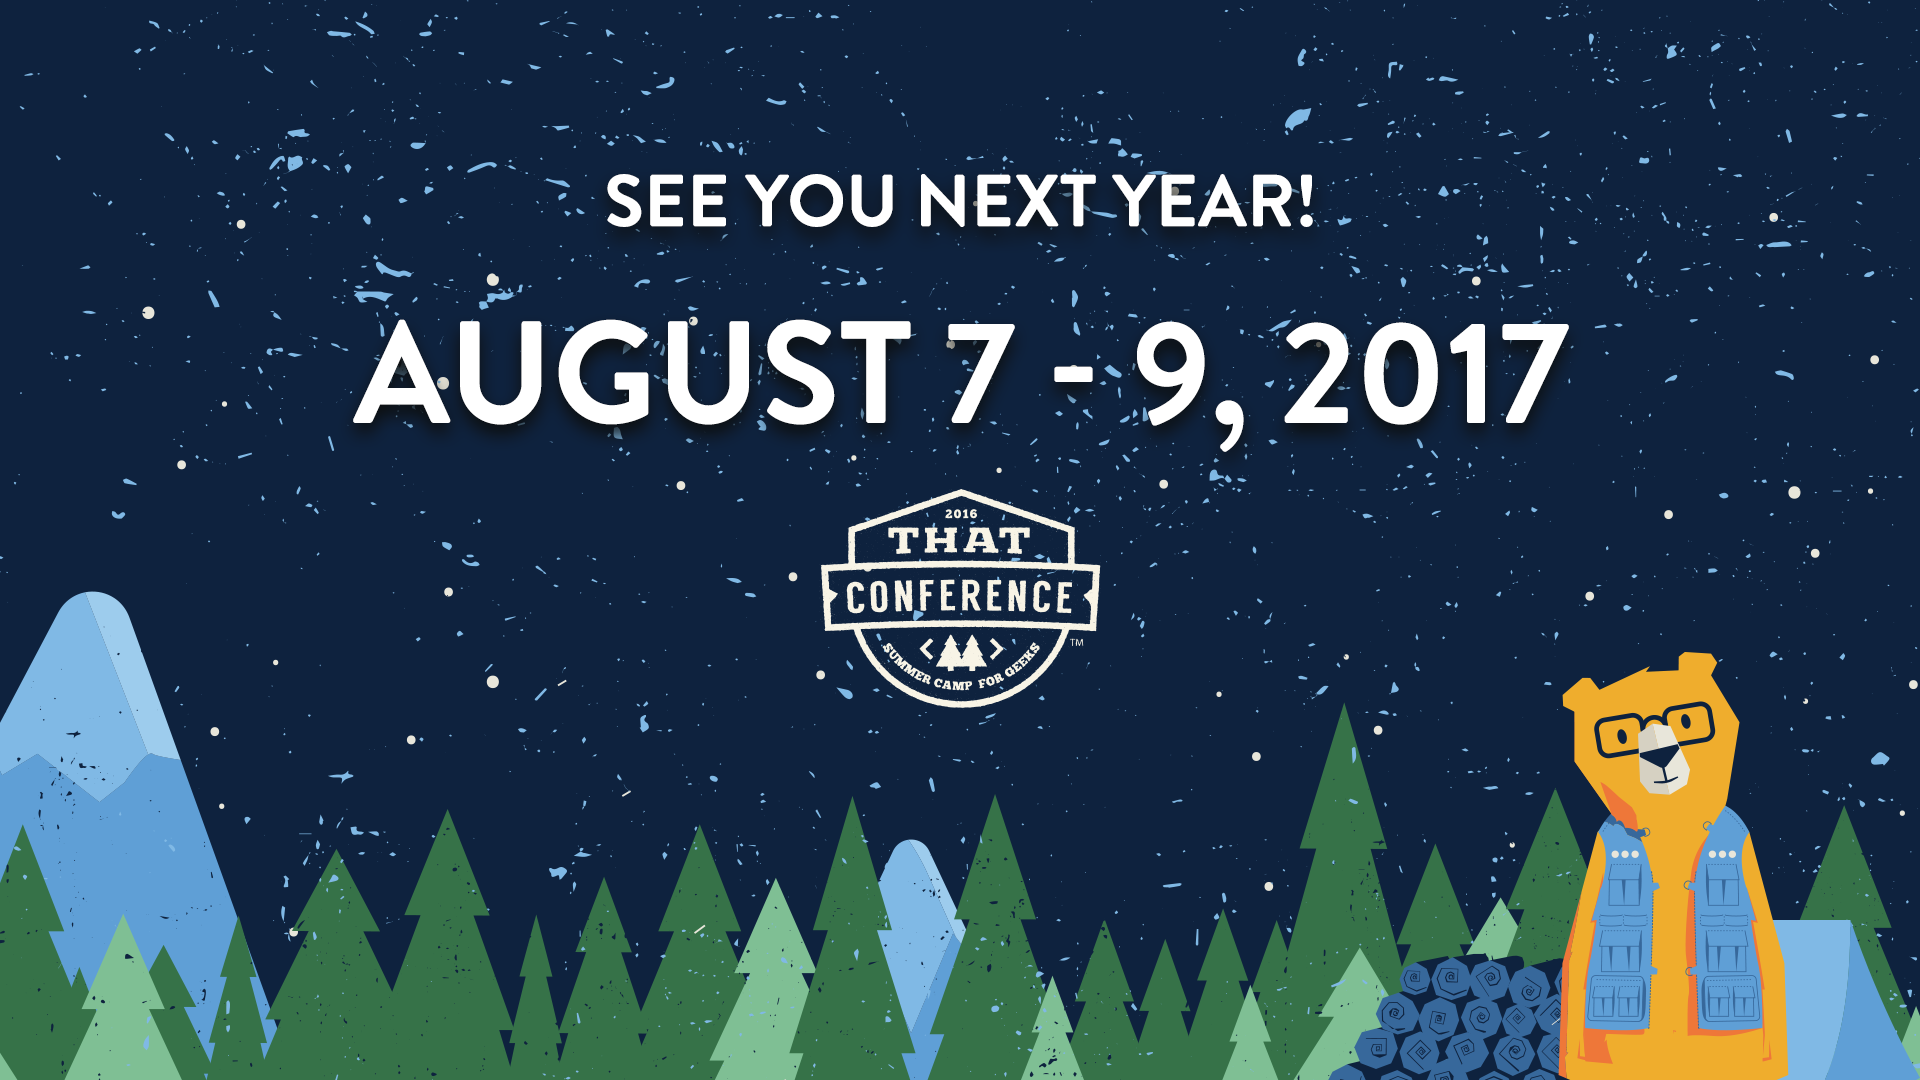 SEE YOU NEXT YEAR!
AUGUST 7 - 9, 2017
2016
THAT
CONFERENCE
TM
SUMMER CAMP FOR GEEKS